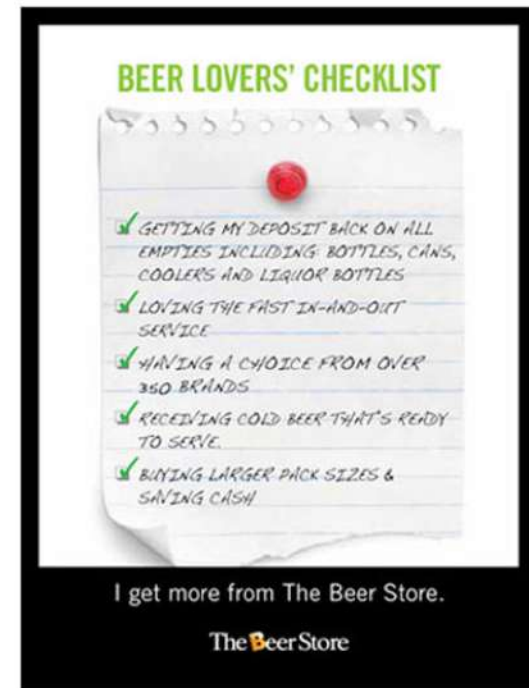 BEER LOVERS' CHECKLIST
GETTING MY DEPOSIT BACK ON ALL
EMPTIES INCLUDING: BOTTLES, CANS,
COOLERS AND LIQUOR BOTTLES
LOVING THE FAST IN-AND-OUT
SERVICE
HAVING A CHOICE FROM OVER
350 BRANDS
RECEIVING COLD BEER THAT'S READY
TO SERVE.
BUYING LARGER PACK SIZES &
SAVING CASH
I get more from The Beer Store.
The Beer Store